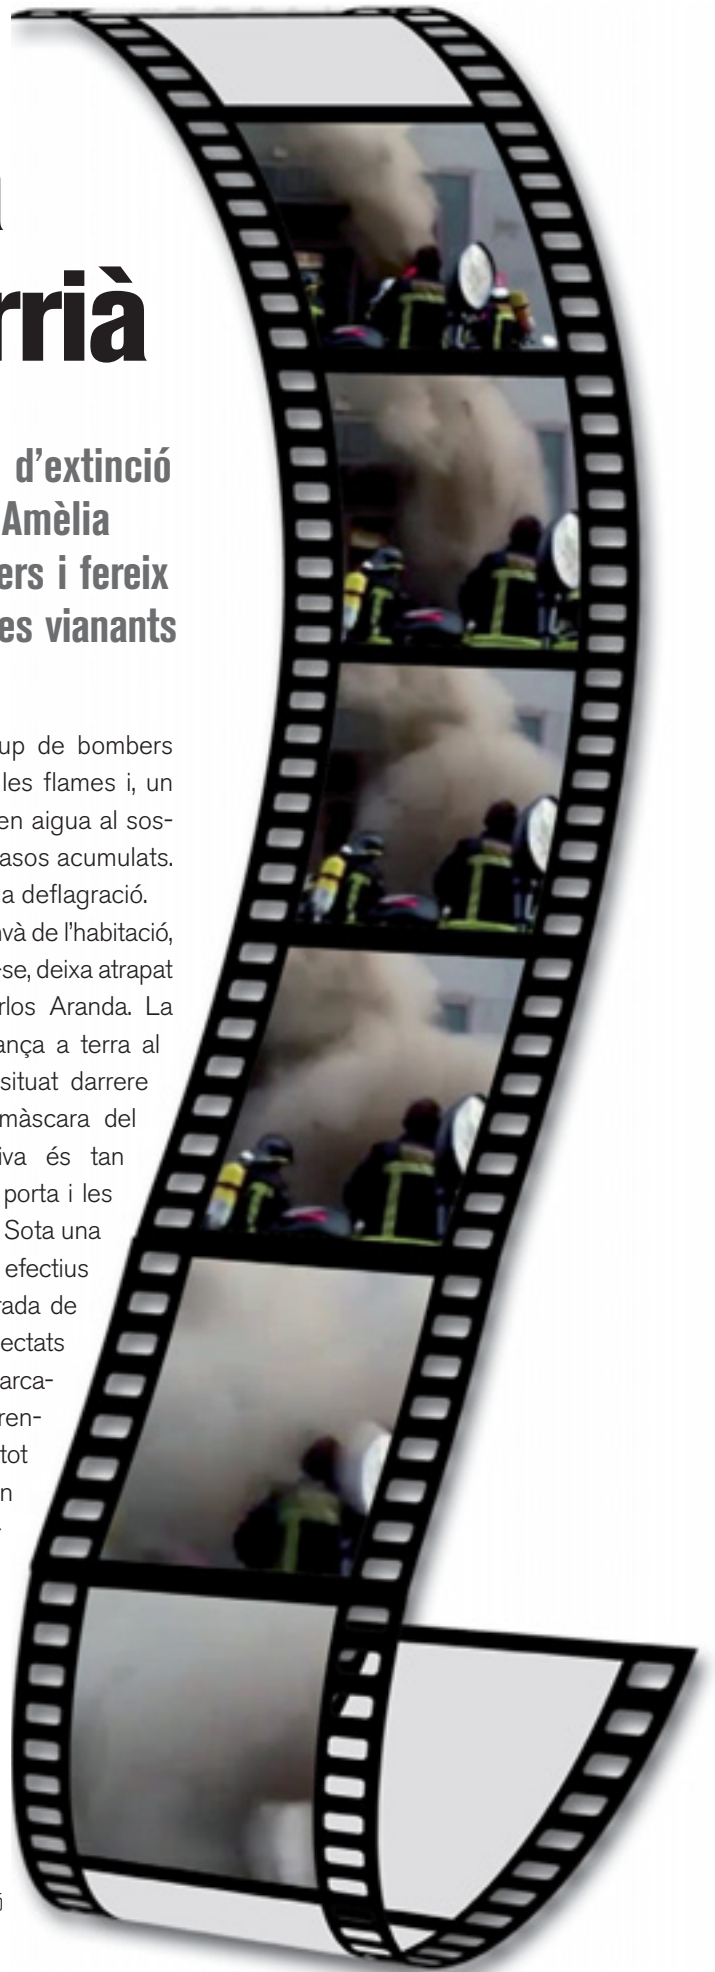 rrià
d'extinció
Amèlia
ers i fereix
es vianants
up de bombers
les flames i, un
en aigua al sos-
asos acumulats.
a deflagració.
nvà de l'habitació,
-se, deixa atrapat
rlos Aranda. La
ança a terra al
situat darrere
màscara del
iva és tan
porta i les
Sota una
efectius
rada de
ectats
arca-
ren-
tot
n